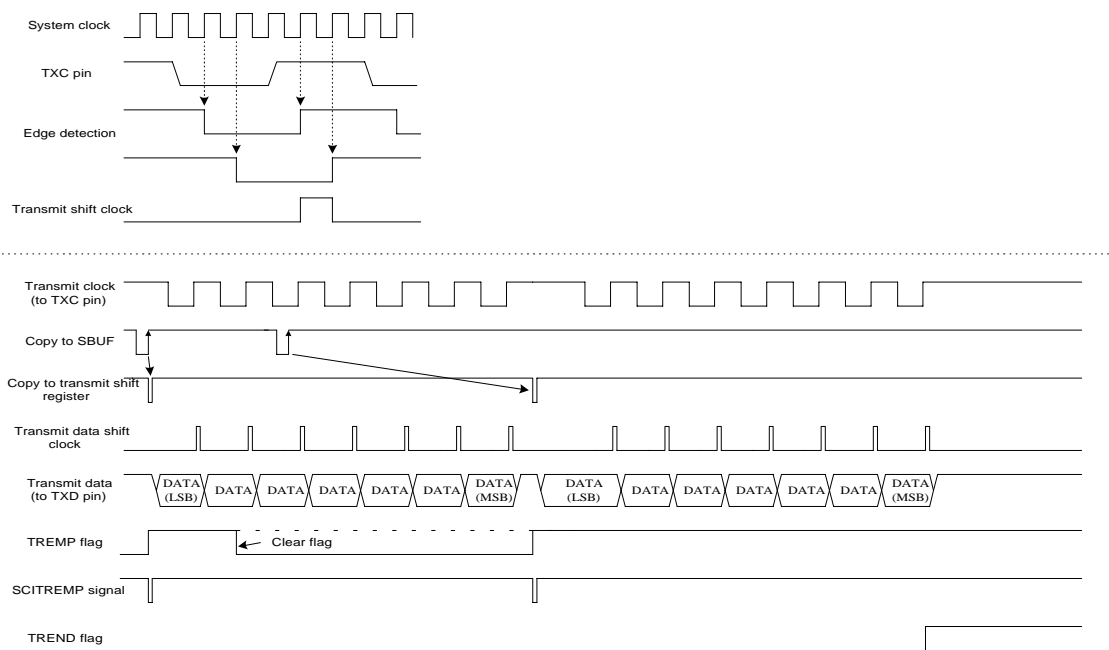 System clock
TXC pin
Edge detection
Transmit shift clock
Transmit clock
(to TXC pin)
Copy to SBUF
Copy to transmit shift
register
Transmit data shift
clock
Transmit data
(to TXD pin)
DATA
(LSB)
DATA
DATA
DATA
DATA
DATA
DATA
(MSB)
DATA
(LSB)
DATA
DATA
DATA
DATA
DATA
DATA
(MSB)
TREMP flag
Clear flag
SCITREMP signal
TREND flag